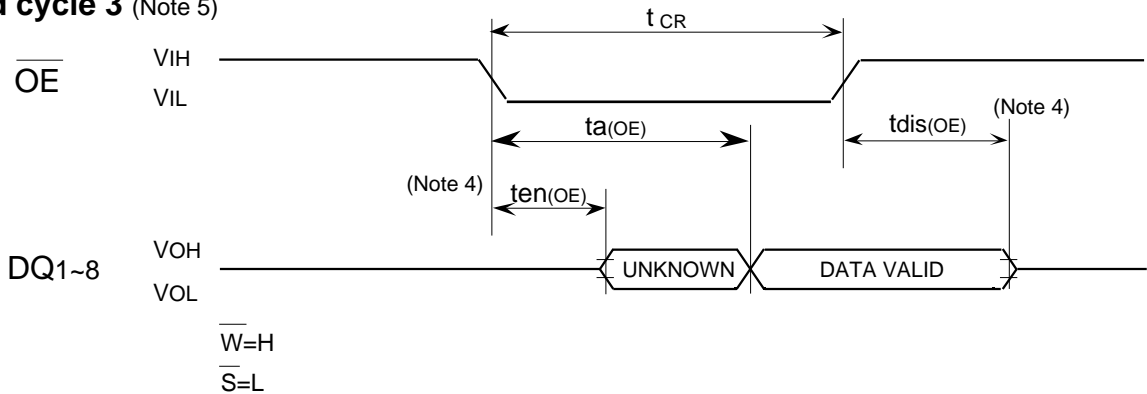 cycle 3 (Note 5)
t CR
OE
VIH
VIL
(Note 4)
ta(OE)
tdis(OE)
(Note 4)
ten(OE)
DQ1~8
VOH
VOL
UNKNOWN
DATA VALID
W=H
S=L